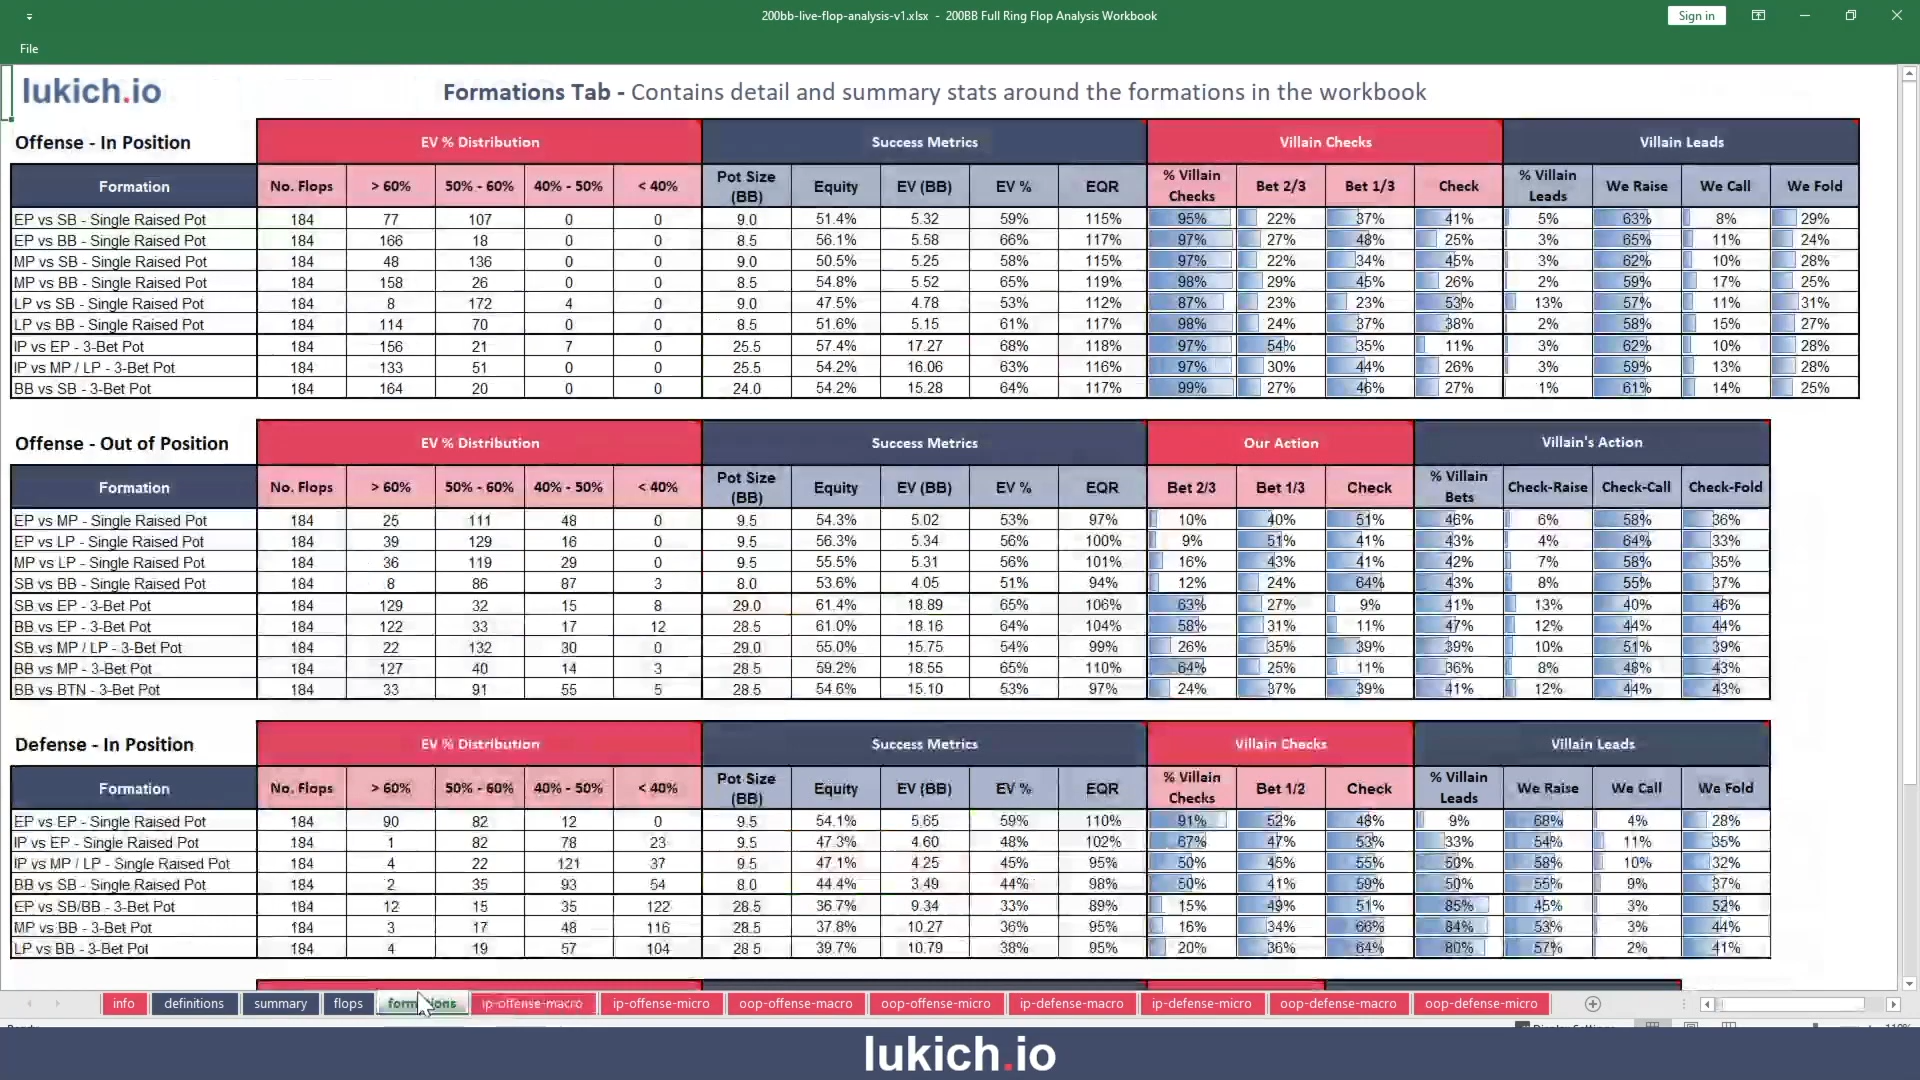 200bb-live-flop-analysis-v1.xlsx - 200BB Full Ring Flop Analysis Workbook
Sign in
File
lukich.io
Formations Tab - Contains detail and summary stats around the formations in the workbook
Offense - In Position EV % Distribution Success Metrics Villain Checks Villain Leads
Formation No. Flops > 60% 50% - 60% 40% - 50% < 40% Pot Size (BB) Equity EV (BB) EV % EQR % Villain Checks Bet 2/3 Bet 1/3 Check % Villain Leads We Raise We Call We Fold
EP vs SB - Single Raised Pot 184 77 107 0 0 9.0 51.4% 5.32 59% 115% 95% 22% 37% 41% 5% 63% 8% 29%
EP vs BB - Single Raised Pot 184 166 18 0 0 8.5 56.1% 5.58 66% 117% 97% 27% 48% 25% 3% 65% 11% 24%
MP vs SB - Single Raised Pot 184 48 136 0 0 9.0 50.5% 5.25 58% 115% 97% 22% 34% 45% 3% 62% 10% 28%
MP vs BB - Single Raised Pot 184 158 26 0 0 8.5 54.8% 5.52 65% 119% 98% 29% 45% 26% 2% 59% 17% 25%
LP vs SB - Single Raised Pot 184 8 172 4 0 9.0 47.5% 4.78 53% 112% 87% 23% 23% 53% 13% 57% 11% 31%
LP vs BB - Single Raised Pot 184 114 70 0 0 8.5 51.6% 5.15 61% 117% 98% 24% 37% 38% 2% 58% 15% 27%
IP vs EP - 3-Bet Pot 184 156 21 7 0 25.5 57.4% 17.27 68% 118% 97% 54% 35% 11% 3% 62% 10% 28%
IP vs MP / LP - 3-Bet Pot 184 133 51 0 0 25.5 54.2% 16.06 63% 116% 97% 30% 44% 26% 3% 59% 13% 28%
BB vs SB - 3-Bet Pot 184 164 20 0 0 24.0 54.2% 15.28 64% 117% 99% 27% 46% 27% 1% 61% 14% 25%
Offense - Out of Position EV % Distribution Success Metrics Our Action Villain's Action
Formation No. Flops > 60% 50% - 60% 40% - 50% < 40% Pot Size (BB) Equity EV (BB) EV % EQR Bet 2/3 Bet 1/3 Check % Villain Bets Check-Raise Check-Call Check-Fold
EP vs MP - Single Raised Pot 184 25 111 48 0 9.5 54.3% 5.02 53% 97% 10% 40% 51% 46% 6% 58% 36%
EP vs LP - Single Raised Pot 184 39 129 16 0 9.5 56.3% 5.34 56% 100% 9% 51% 41% 43% 4% 64% 33%
MP vs LP - Single Raised Pot 184 36 119 29 0 9.5 55.5% 5.31 56% 101% 16% 43% 41% 42% 7% 58% 35%
SB vs BB - Single Raised Pot 184 8 86 87 3 8.0 53.6% 4.05 51% 94% 12% 24% 64% 43% 8% 55% 37%
SB vs EP - 3-Bet Pot 184 129 32 15 8 29.0 61.4% 18.89 65% 106% 63% 27% 9% 41% 13% 40% 46%
BB vs EP - 3-Bet Pot 184 122 33 17 12 28.5 61.0% 18.16 64% 104% 58% 31% 11% 47% 12% 44% 44%
SB vs MP / LP - 3-Bet Pot 184 22 132 30 0 29.0 55.0% 15.75 54% 99% 26% 35% 39% 39% 10% 51% 39%
BB vs MP - 3-Bet Pot 184 127 40 14 3 28.5 59.2% 18.55 65% 110% 64% 25% 11% 36% 8% 48% 43%
BB vs BTN - 3-Bet Pot 184 33 91 55 5 28.5 54.6% 15.10 53% 97% 24% 37% 39% 41% 12% 44% 43%
Defense - In Position EV % Distribution Success Metrics Villain Checks Villain Leads
Formation No. Flops > 60% 50% - 60% 40% - 50% < 40% Pot Size (BB) Equity EV (BB) EV % EQR % Villain Checks Bet 1/2 Check % Villain Leads We Raise We Call We Fold
EP vs EP - Single Raised Pot 184 90 82 12 0 9.5 54.1% 5.65 59% 110% 91% 52% 48% 9% 68% 4% 28%
IP vs EP - Single Raised Pot 184 1 82 78 23 9.5 47.3% 4.60 48% 102% 67% 47% 53% 33% 54% 11% 35%
IP vs MP / LP - Single Raised Pot 184 4 22 121 37 9.5 47.1% 4.25 45% 95% 50% 45% 55% 50% 58% 10% 32%
BB vs SB - Single Raised Pot 184 2 35 93 54 8.0 44.4% 3.49 44% 98% 50% 41% 59% 50% 55% 9% 37%
EP vs SB/BB - 3-Bet Pot 184 12 15 35 122 28.5 36.7% 9.34 33% 89% 15% 49% 51% 85% 45% 3% 52%
MP vs BB - 3-Bet Pot 184 3 17 48 116 28.5 37.8% 10.27 36% 95% 16% 34% 66% 84% 53% 3% 44%
LP vs BB - 3-Bet Pot 184 4 19 57 104 28.5 39.7% 10.79 38% 95% 20% 36% 64% 80% 57% 2% 41%
info definitions summary flops formations ip-offense-macro ip-offense-micro oop-offense-macro oop-offense-micro ip-defense-macro ip-defense-micro oop-defense-macro oop-defense-micro
lukich.io